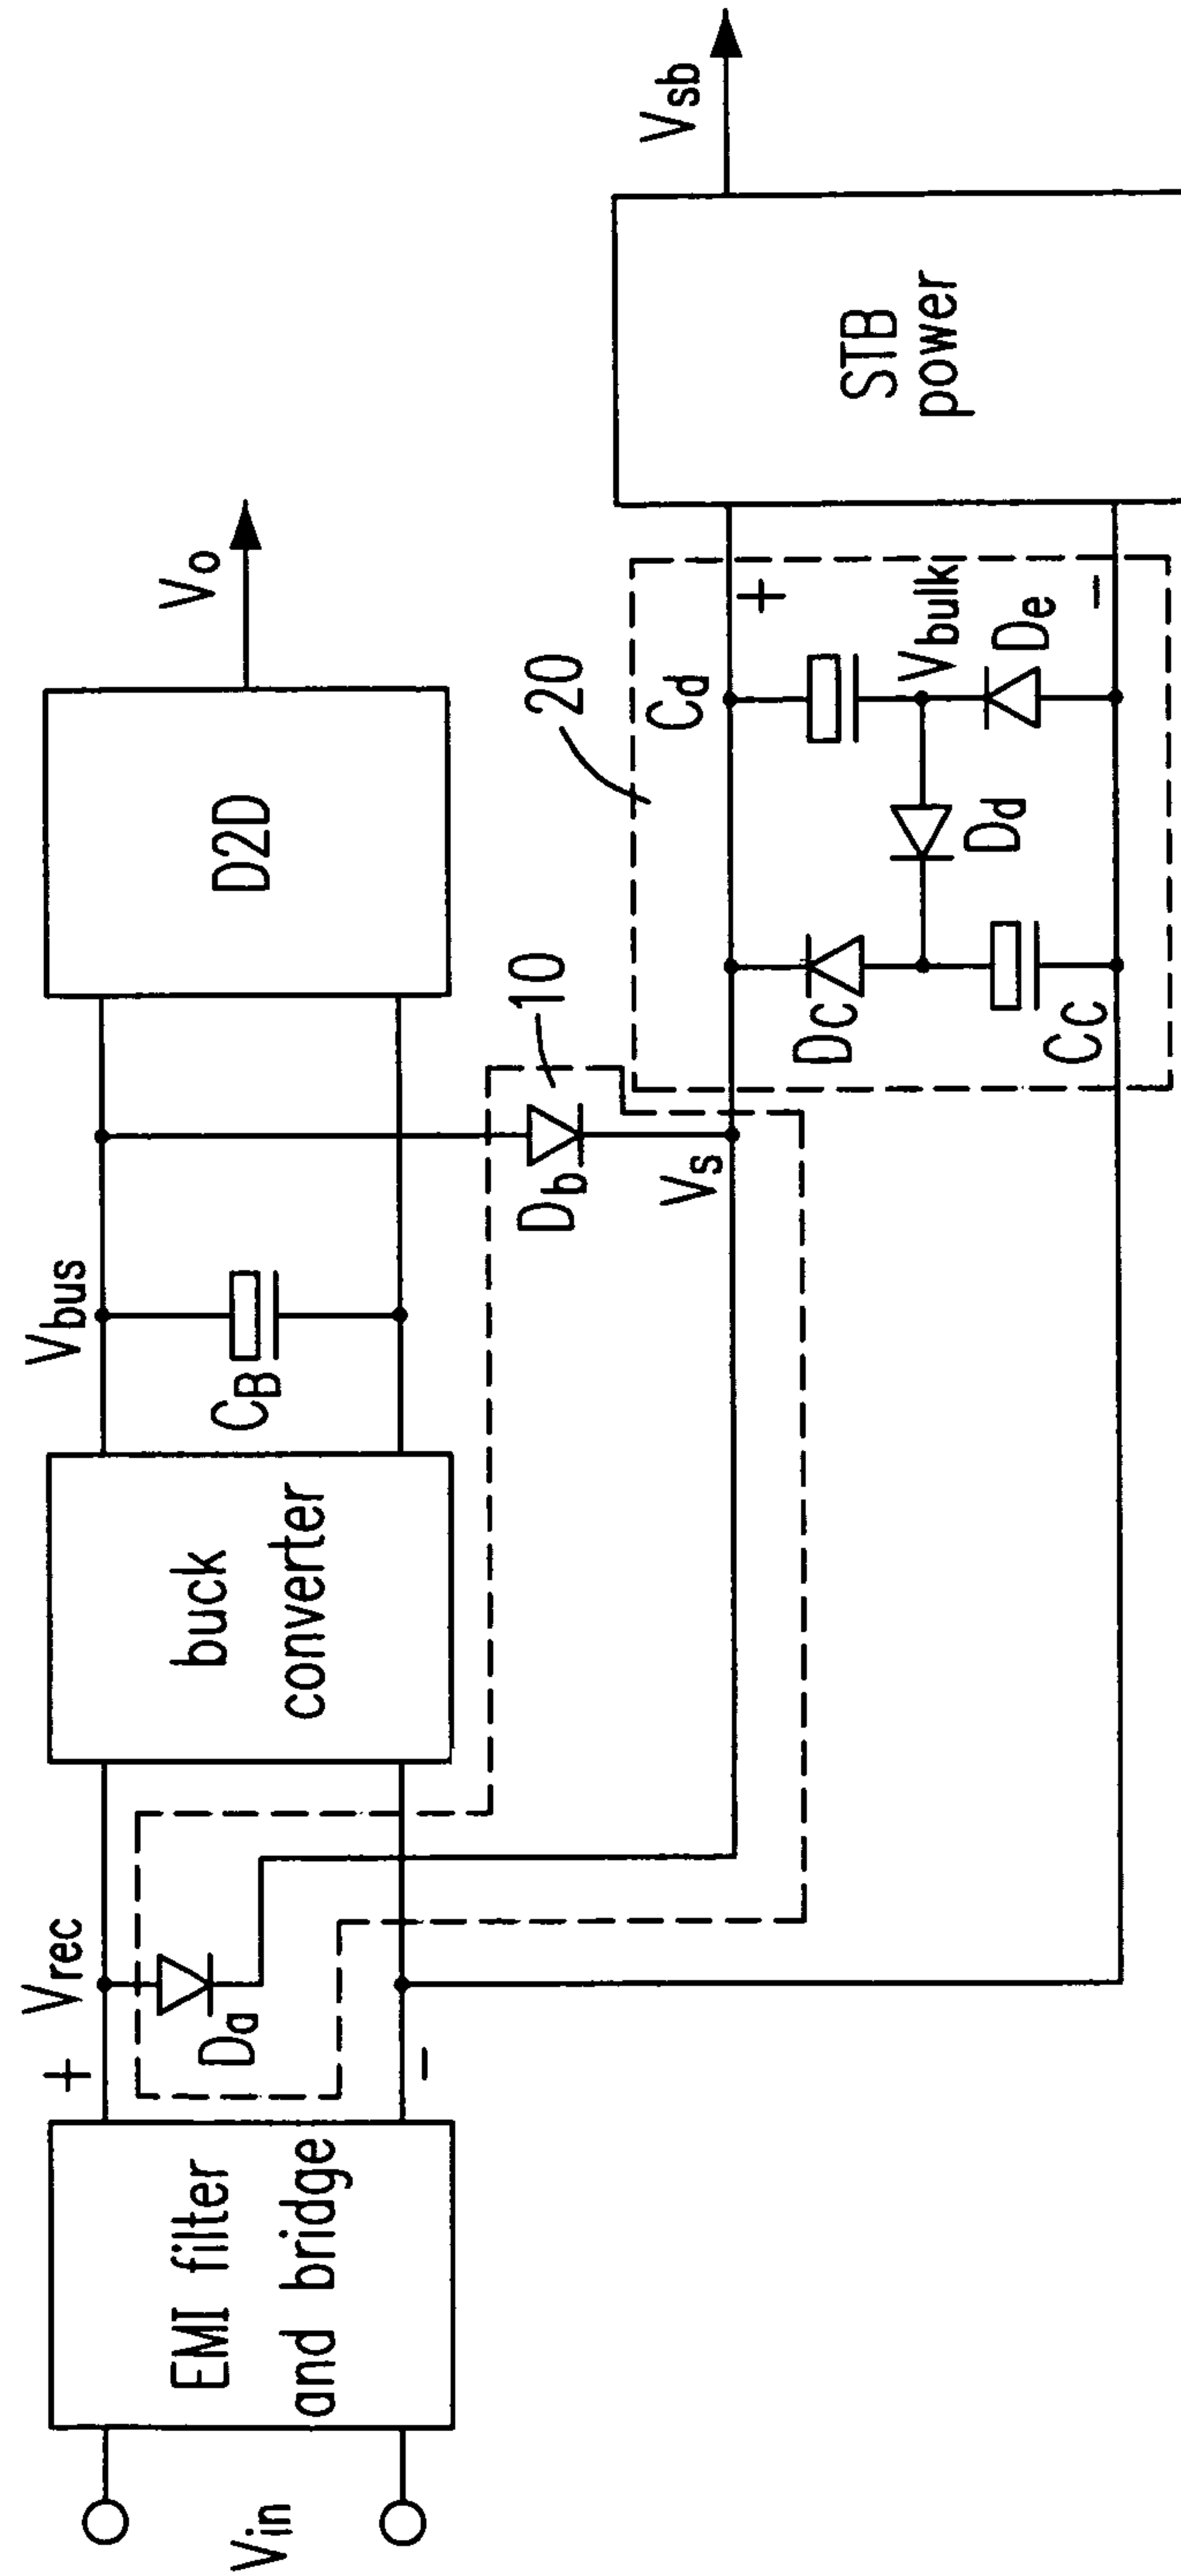 Vin
EMI filter
and bridge
+
-
Vrec
Da
buck
converter
Vbus
CB
Db
10
Vs
D2D
Vo
20
DC
CC
Dd
Cd
Vbulk
De
+
-
STB
power
Vsb